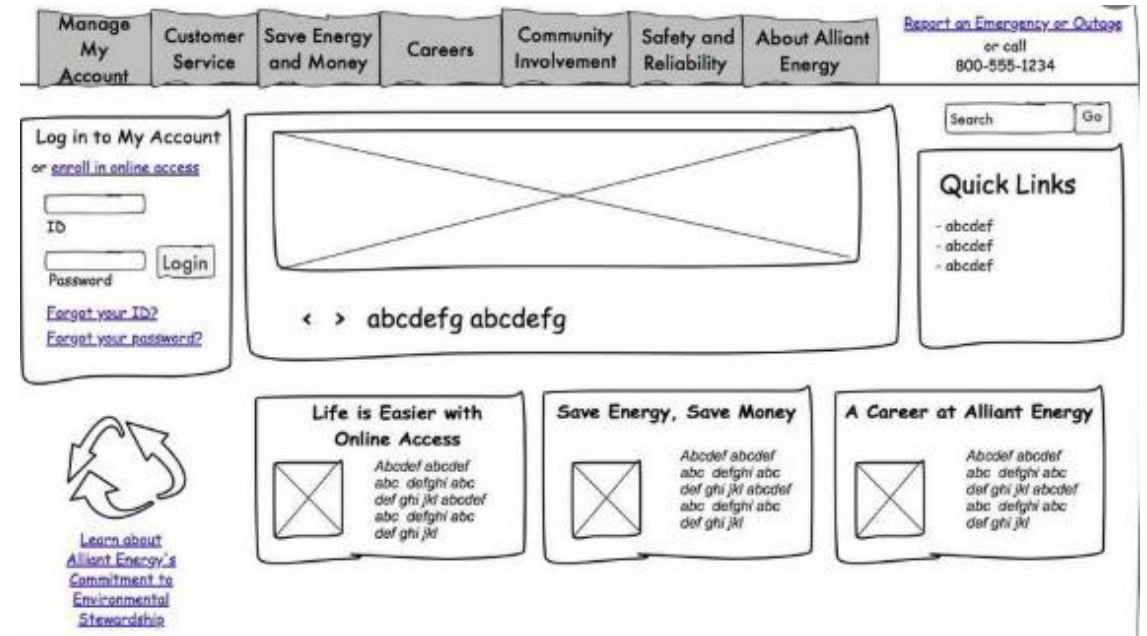 Manage
My
Account
Customer
Service
Save Energy
and Money
Careers
Community
Involvement
Safety and
Reliability
About Alliant
Energy
Report an Emergency or Outage
or call
800-555-1234
Search
Go
Log in to My Account
or enroll in online access
ID
Password
Login
Forgot your ID?
Forgot your password?
< > abcdefg abcdefg
Quick Links
- abcdef
- abcdef
- abcdef
Learn about
Alliant Energy's
Commitment to
Environmental
Stewardship
Life is Easier with
Online Access
Abcdef abcdef
abc defghi abc
def ghi jkl abcdef
abc defghi abc
def ghi jkl
Save Energy, Save Money
Abcdef abcdef
abc defghi abc
def ghi jkl abcdef
abc defghi abc
def ghi jkl
A Career at Alliant Energy
Abcdef abcdef
abc defghi abc
def ghi jkl abcdef
abc defghi abc
def ghi jkl